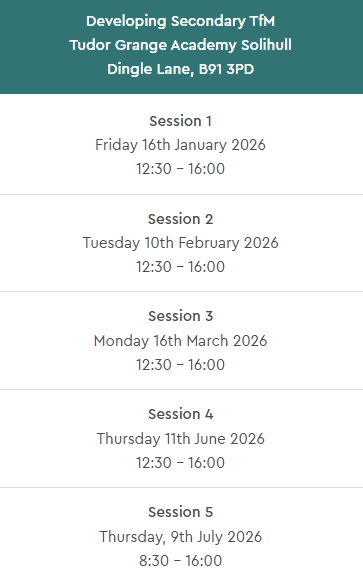 Developing Secondary TfM
Tudor Grange Academy Solihull
Dingle Lane, B91 3PD
Session 1
Friday 16th January 2026
12:30 – 16:00
Session 2
Tuesday 10th February 2026
12:30 – 16:00
Session 3
Monday 16th March 2026
12:30 – 16:00
Session 4
Thursday 11th June 2026
12:30 – 16:00
Session 5
Thursday, 9th July 2026
8:30 – 16:00